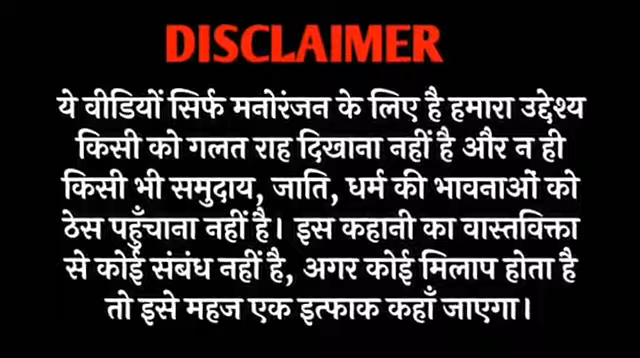 DISCLAIMER
ये वीडियों सिर्फ मनोरंजन के लिए है हमारा उद्देश्य
किसी को गलत राह दिखाना नहीं है और न ही
किसी भी समुदाय, जाति, धर्म की भावनाओं को
ठेस पहुँचाना नहीं है। इस कहानी का वास्तविक्ता
से कोई संबंध नहीं है, अगर कोई मिलाप होता है
तो इसे महज एक इत्फाक कहाँ जाएगा।